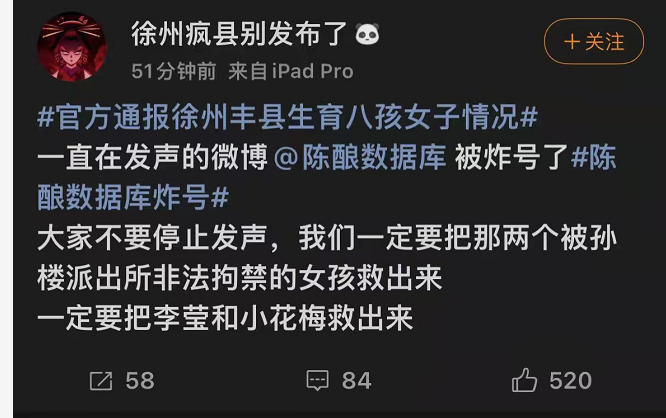 徐州疯县别发布了🐼
51分钟前 来自iPad Pro
＋关注
#官方通报徐州丰县生育八孩女子情况#
一直在发声的微博@陈酿数据库 被炸号了#陈
酿数据库炸号#
大家不要停止发声，我们一定要把那两个被孙
楼派出所非法拘禁的女孩救出来
一定要把李莹和小花梅救出来
58 84 520